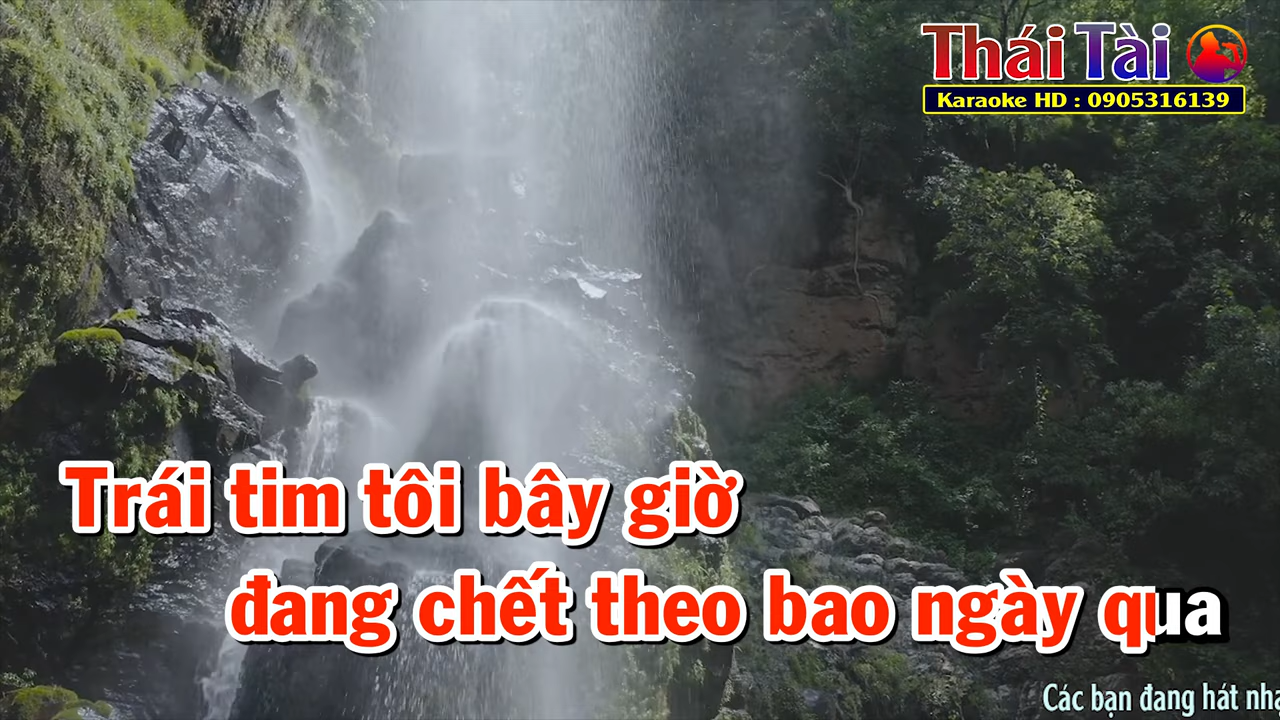 Thái Tài
Karaoke HD : 0905316139
Trái tim tôi bây giờ
đang chết theo bao ngày qua
Các bạn đang hát